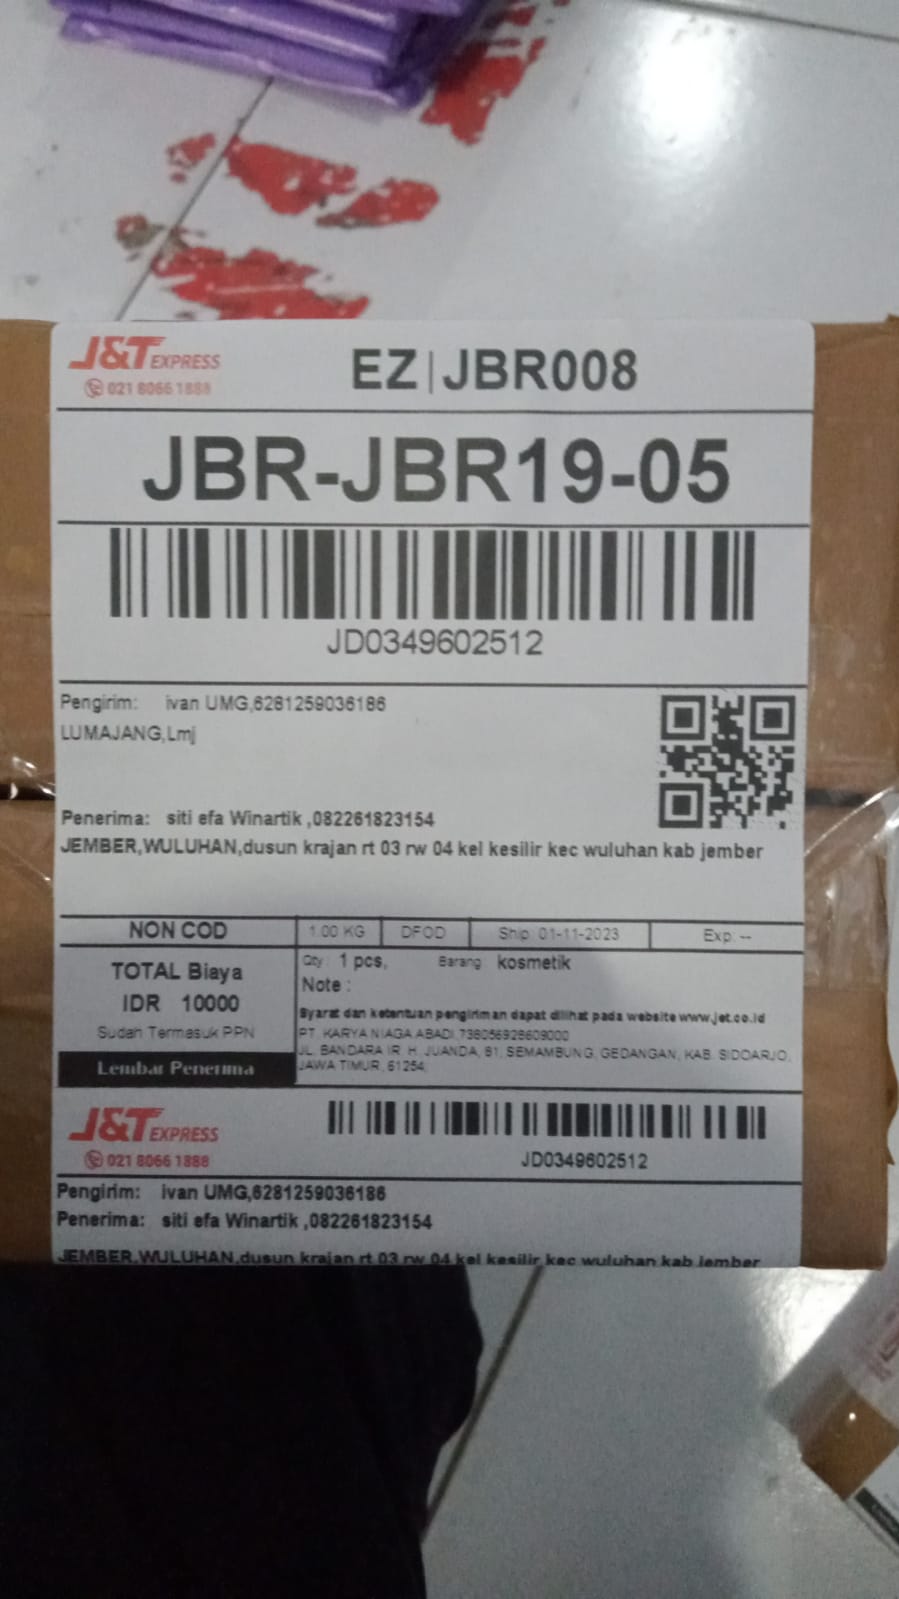 J&T EXPRESS
021 8066 1888
EZ|JBR008
JBR-JBR19-05
JD0349602512
Pengirim: ivan UMG,6281259036186
LUMAJANG,Lmj
Penerima: siti efa Winartik ,082261823154
JEMBER,WULUHAN,dusun krajan rt 03 rw 04 kel kesilir kec wuluhan kab jember
NON COD
1.00 KG
DFOD
Ship: 01-11-2023
Exp: --
TOTAL Biaya
IDR 10000
Sudah Termasuk PPN
Lembar Penerima
Qty : 1 pcs, Barang kosmetik
Note :
Syarat dan ketentuan pengiriman dapat dilihat pada website www.jet.co.id
PT. KARYA NIAGA ABADI,
JL. BANDARA IR. H. JUANDA, 81, SEMAMBUNG, GEDANGAN, KAB. SIDOARJO,
JAWA TIMUR, 61254
J&T EXPRESS
021 8066 1888
JD0349602512
Pengirim: ivan UMG,6281259036186
Penerima: siti efa Winartik ,082261823154
JEMBER,WULUHAN,dusun krajan rt 03 rw 04 kel kesilir kec wuluhan kab jember